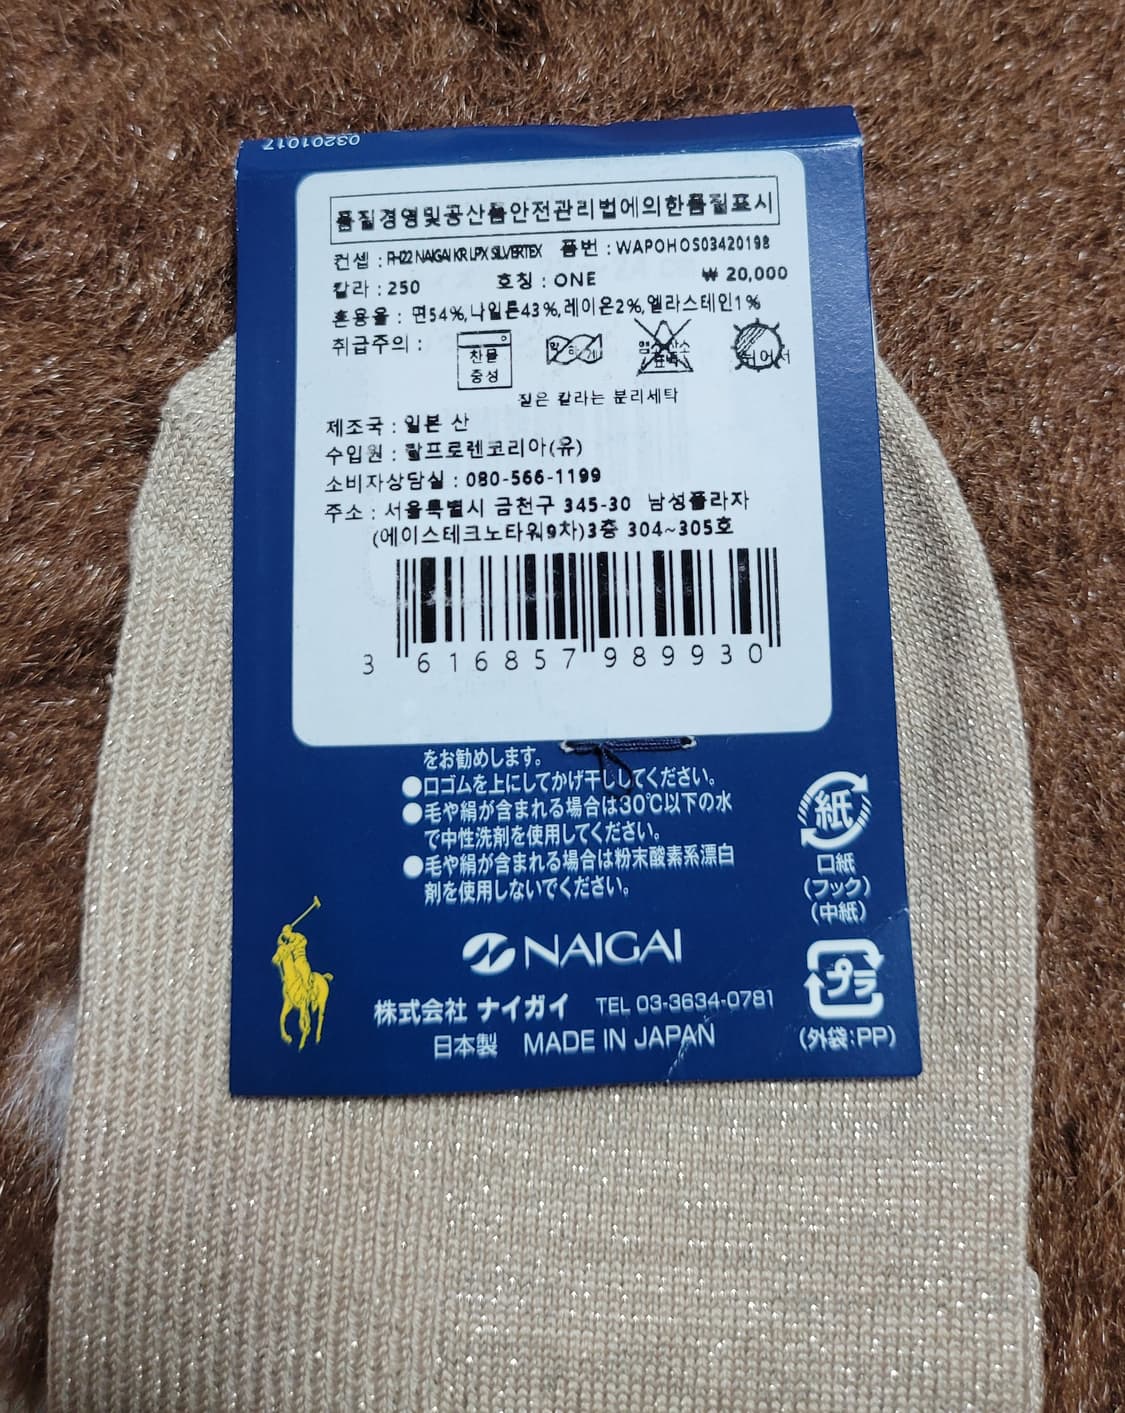 03201017
품질경영및공산품안전관리법에의한품질표시
컨셉 : FH22 NAIGAI KR LPX SILVERTEX 품번 : WAPOHOS03420198
칼라 : 250 호칭 : ONE ₩ 20,000
혼용율 : 면54%,나일론43%,레이온2%,엘라스테인1%
취급주의 :
찬물
중성
짙은 칼라는 분리세탁
제조국 : 일본 산
수입원 : 랄프로렌코리아(유)
소비자상담실 : 080-566-1199
주소 : 서울특별시 금천구 345-30 남성플라자
(에이스테크노타워9차)3층 304~305호
3 616857 989930
をお勧めします。
●口ゴムを上にしてかげ干ししてください。
●毛や絹が含まれる場合は30℃以下の水
で中性洗剤を使用してください。
●毛や絹が含まれる場合は粉末酸素系漂白
剤を使用しないでください。
紙
口紙
(フック)
(中紙)
NAIGAI
プラ
株式会社 ナイガイ TEL 03-3634-0781
日本製 MADE IN JAPAN
(外袋:PP)